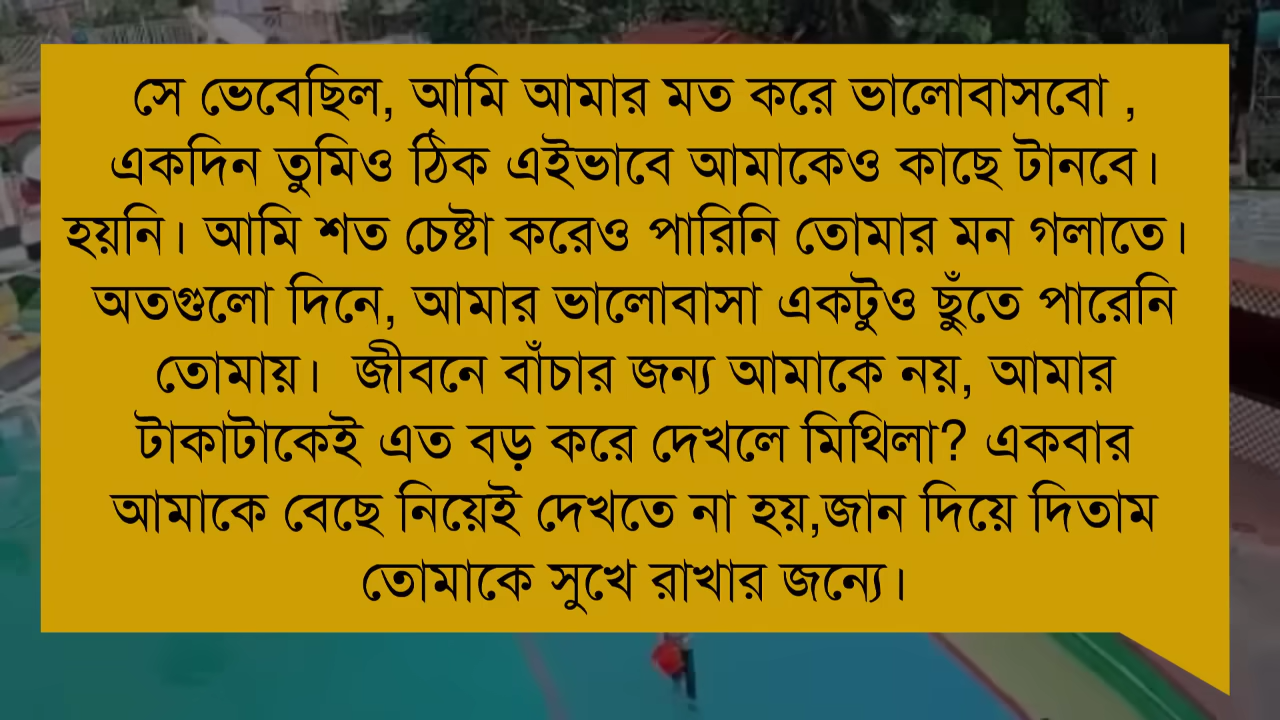 সে ভেবেছিল, আমি আমার মত করে ভালোবাসবো ,
একদিন তুমিও ঠিক এইভাবে আমাকেও কাছে টানবে।
হয়নি। আমি শত চেষ্টা করেও পারিনি তোমার মন গলাতে।
অতগুলো দিনে, আমার ভালোবাসা একটুও ছুঁতে পারেনি
তোমায়। জীবনে বাঁচার জন্য আমাকে নয়, আমার
টাকাটাকেই এত বড় করে দেখলে মিথিলা? একবার
আমাকে বেছে নিয়েই দেখতে না হয়,জান দিয়ে দিতাম
তোমাকে সুখে রাখার জন্যে।